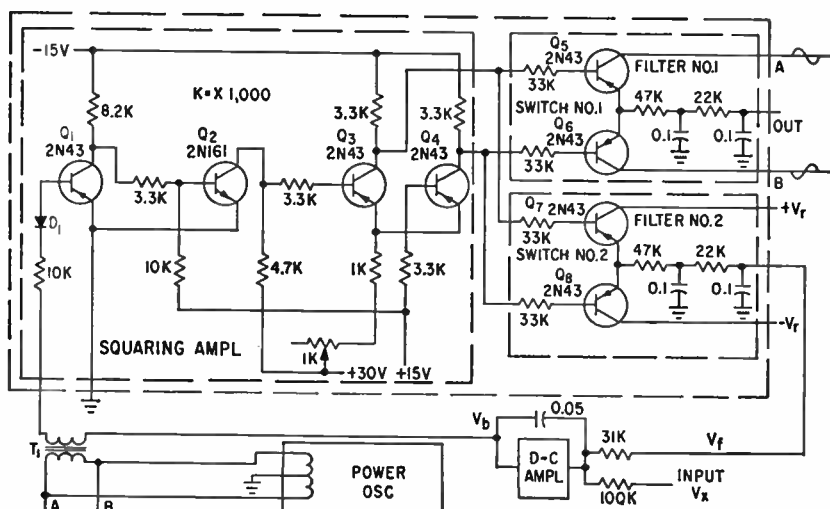 -15V
K=X 1,000
8.2K
Q1
2N43
D1
10K
3.3K
Q2
2N161
10K
3.3K
4.7K
3.3K
Q3
2N43
1K
1K
3.3K
Q4
2N43
3.3K
+30V +15V
SQUARING AMPL
Q5
2N43
33K
FILTER NO.1
SWITCH NO.1
47K
22K
Q6
2N43
33K
0.1
0.1
A
OUT
B
Q7
2N43
33K
FILTER NO.2
SWITCH NO.2
47K
22K
Q8
2N43
33K
0.1
0.1
+Vr
-Vr
T1
A
B
POWER
OSC
Vb
0.05
D-C
AMPL
31K
Vf
100K
INPUT
Vx